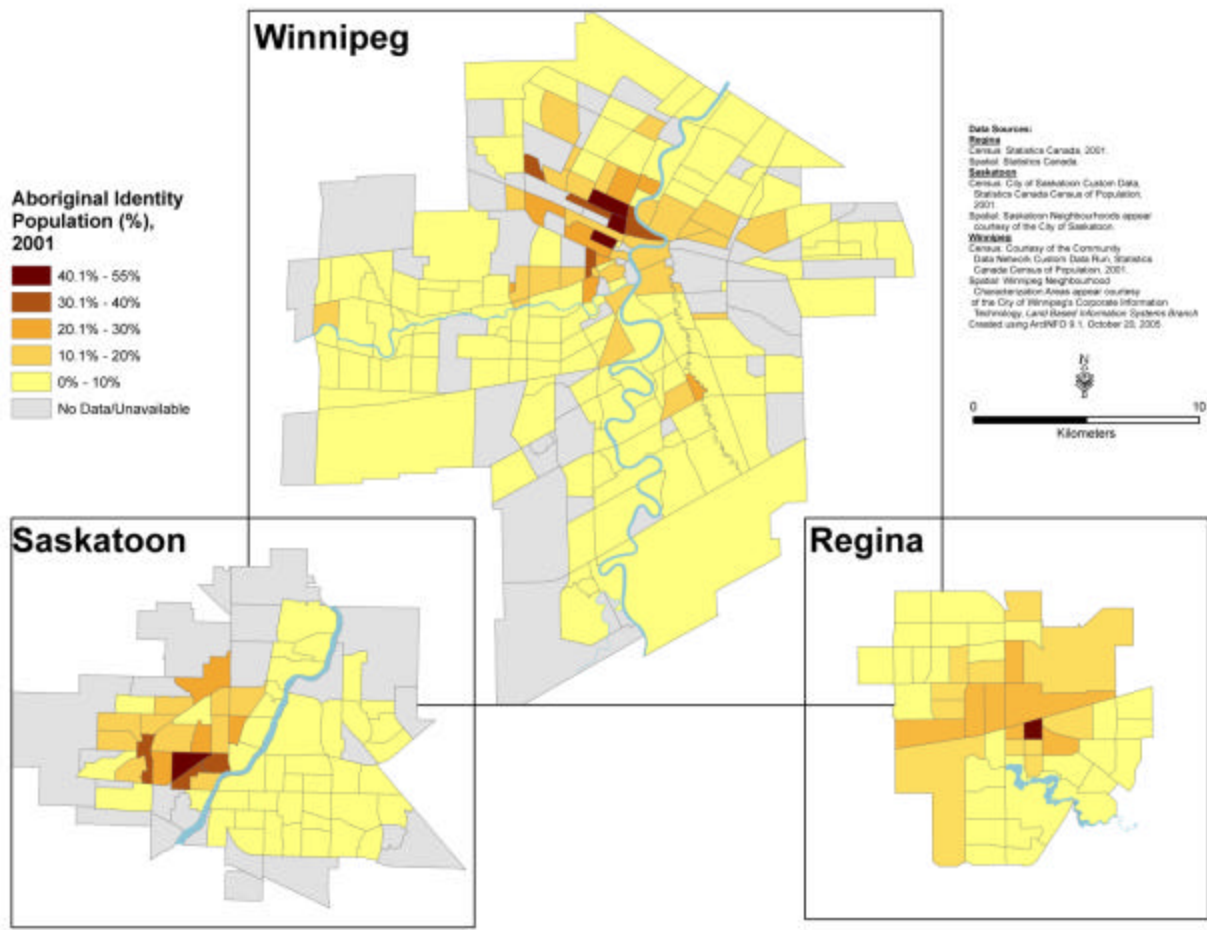 Winnipeg
Aboriginal Identity
Population (%),
2001
40.1% - 55%
30.1% - 40%
20.1% - 30%
10.1% - 20%
0% - 10%
No Data/Unavailable
Data Sources:
Regina
Census: Statistics Canada, 2001.
Spatial: Statistics Canada.
Saskatoon
Census: City of Saskatoon Custom Data,
Statistics Canada Census of Population,
2001.
Spatial: Saskatoon Neighbourhoods appear
courtesy of the City of Saskatoon.
Winnipeg
Census: Courtesy of the Community
Data Network Custom Data Run, Statistics
Canada Census of Population, 2001.
Spatial: Winnipeg Neighbourhood
Characterization Areas appear courtesy
of the City of Winnipeg's Corporate Information
Technology, Land Based Information Systems Branch
Created using ArcINFO 9.1, October 20, 2005.
N
0 10
Kilometers
Saskatoon
Regina